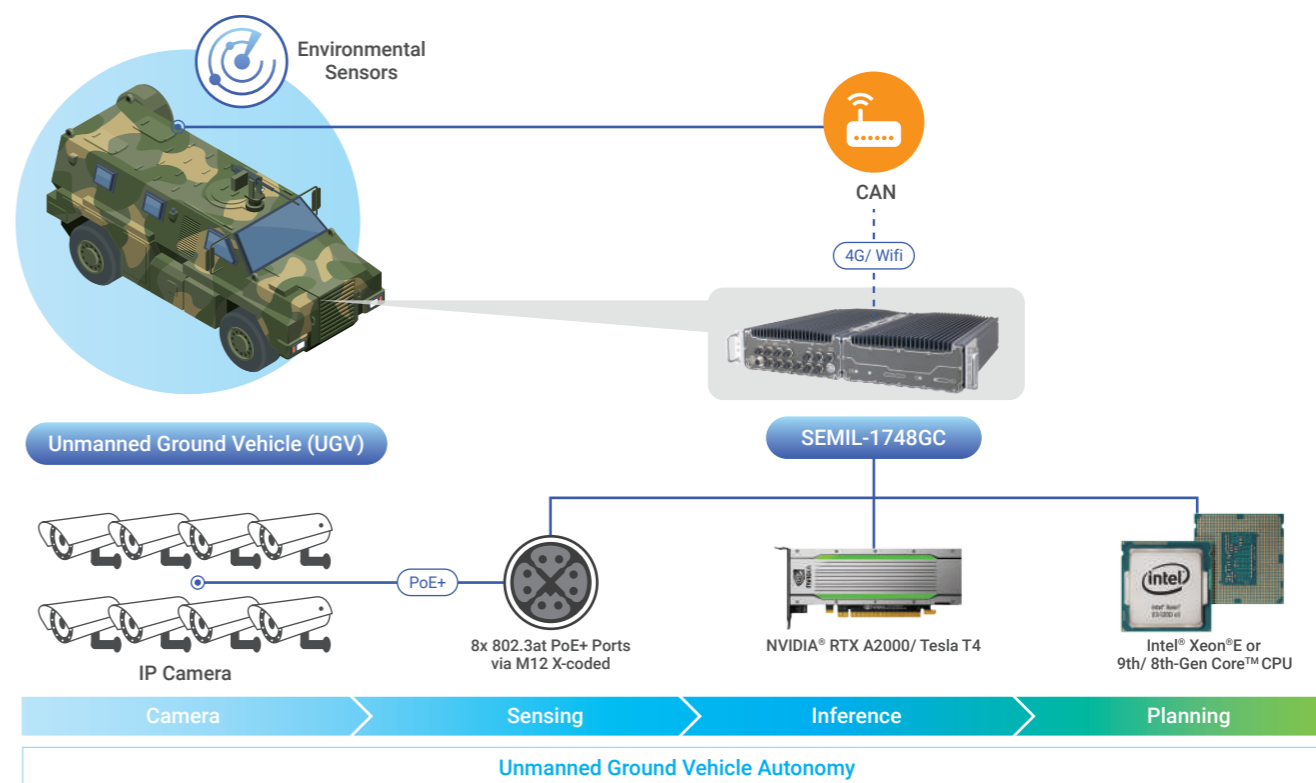 Environmental
Sensors
CAN
4G/ Wifi
Unmanned Ground Vehicle (UGV)
SEMIL-1748GC
PoE+
NVIDIA
intel
IP Camera
8x 802.3at PoE+ Ports
via M12 X-coded
NVIDIA® RTX A2000/ Tesla T4
Intel® Xeon®E or
9th/ 8th-Gen Core™ CPU
Camera
Sensing
Inference
Planning
Unmanned Ground Vehicle Autonomy